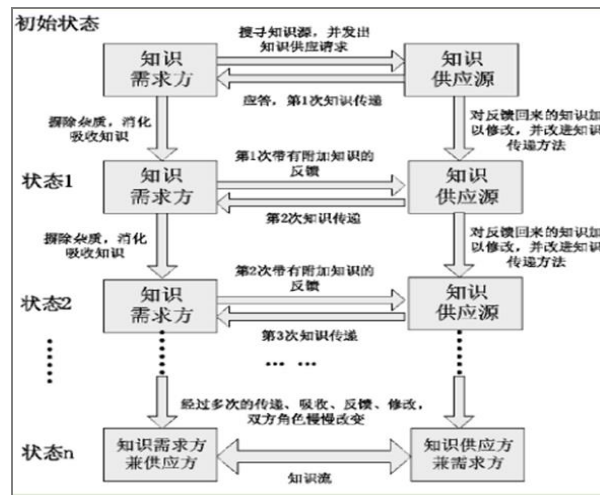 初始状态
搜寻知识源，并发出
知识供应请求
知识
需求方
知识
供应源
应答，第1次知识传递
摒除杂质，消化
吸收知识
对反馈回来的知识加
以修改，并改进知识
传递方法
状态1
第1次带有附加知识的
反馈
知识
需求方
知识
供应源
第2次知识传递
摒除杂质，消化
吸收知识
对反馈回来的知识加
以修改，并改进知识
传递方法
状态2
第2次带有附加知识的
反馈
知识
需求方
知识
供应源
第3次知识传递
... ...
经过多次的传递、吸收、反馈、修改，
双方角色慢慢改变
状态n
知识需求方
兼供应方
知识供应方
兼需求方
知识流